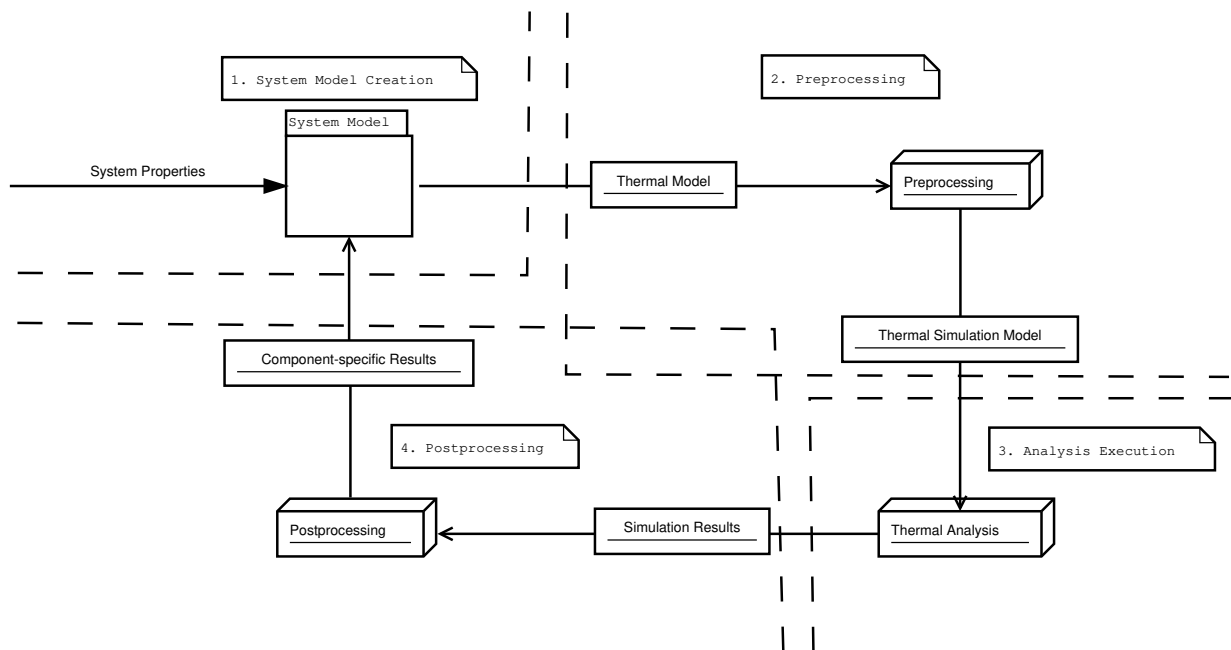 1. System Model Creation
2. Preprocessing
System Model
System Properties
Thermal Model
Preprocessing
Thermal Simulation Model
Component-specific Results
4. Postprocessing
3. Analysis Execution
Postprocessing
Simulation Results
Thermal Analysis